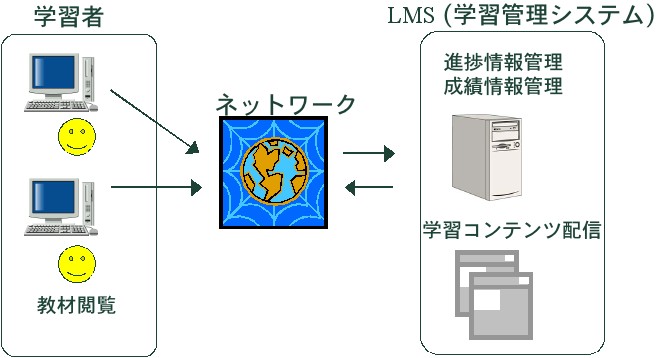 学習者
LMS (学習管理システム)
進捗情報管理
成績情報管理
ネットワーク
学習コンテンツ配信
教材閲覧